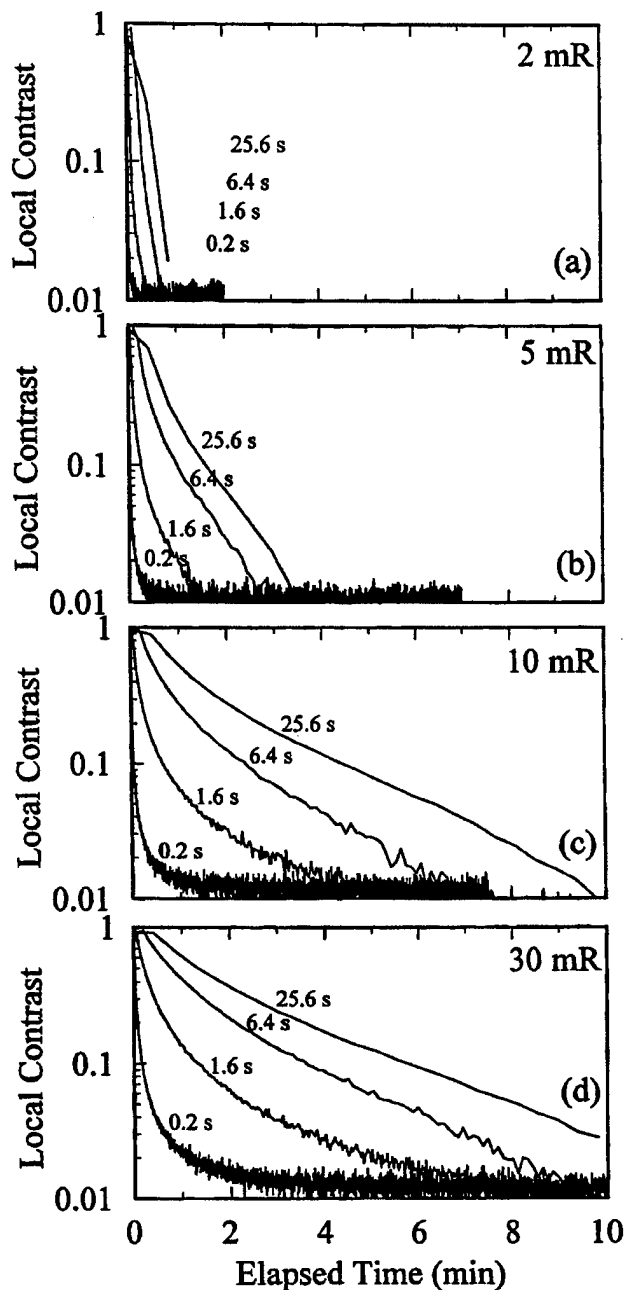 1
2 mR
Local Contrast
25.6 s
0.1
6.4 s
1.6 s
0.2 s
(a)
0.01
1
5 mR
Local Contrast
25.6 s
0.1
6.4 s
1.6 s
0.2 s
(b)
0.01
1
10 mR
Local Contrast
25.6 s
6.4 s
0.1
1.6 s
0.2 s
(c)
0.01
1
30 mR
Local Contrast
25.6 s
6.4 s
1.6 s
0.1
0.2 s
(d)
0.01
0 2 4 6 8 10
Elapsed Time (min)